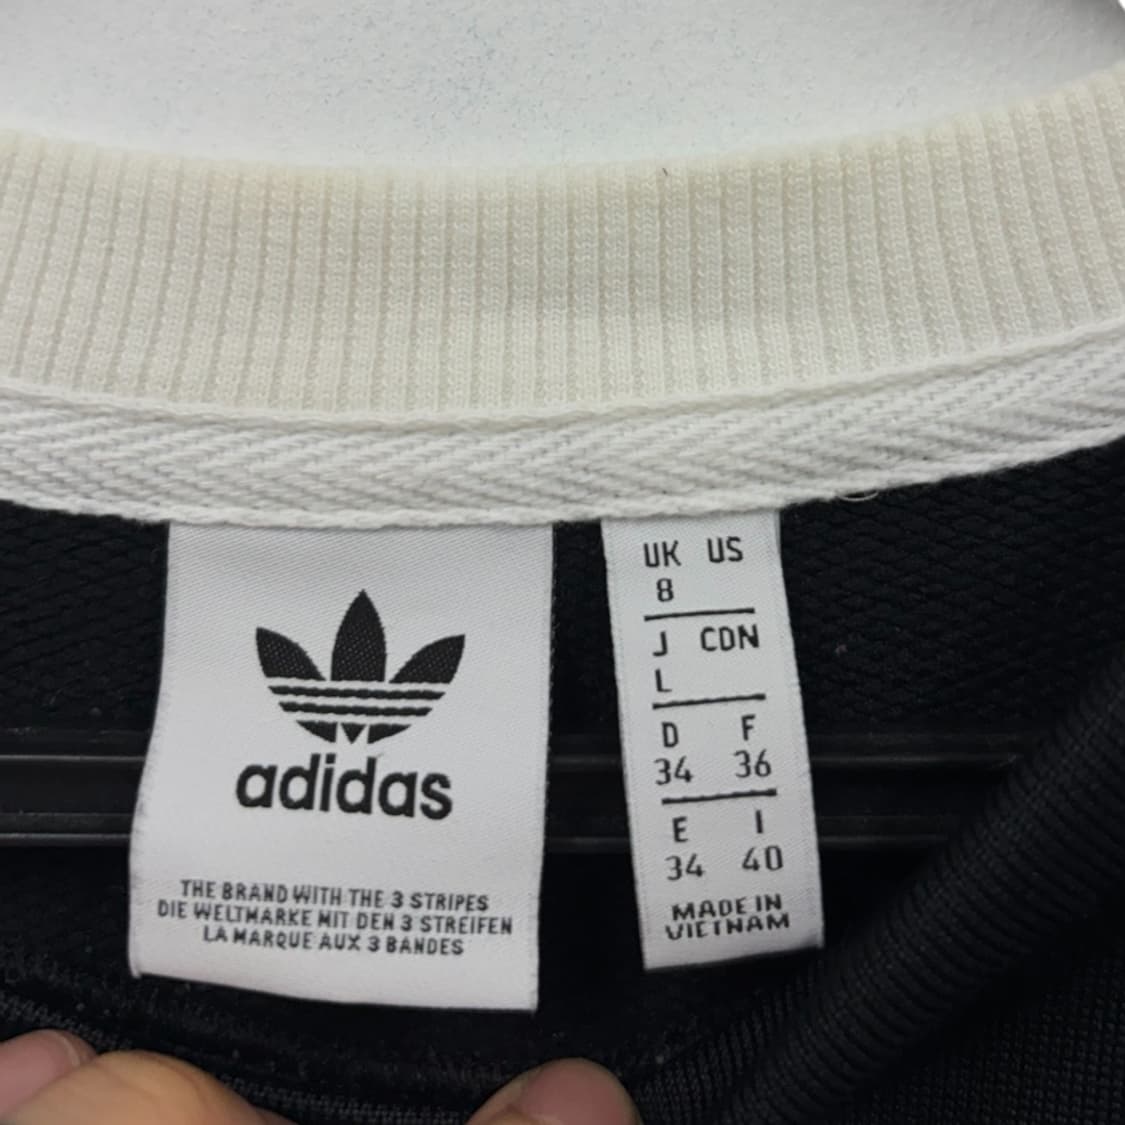 adidas
THE BRAND WITH THE 3 STRIPES
DIE WELTMARKE MIT DEN 3 STREIFEN
LA MARQUE AUX 3 BANDES
UK US
8
J CDN
L
D F
34 36
E I
34 40
MADE IN
VIETNAM